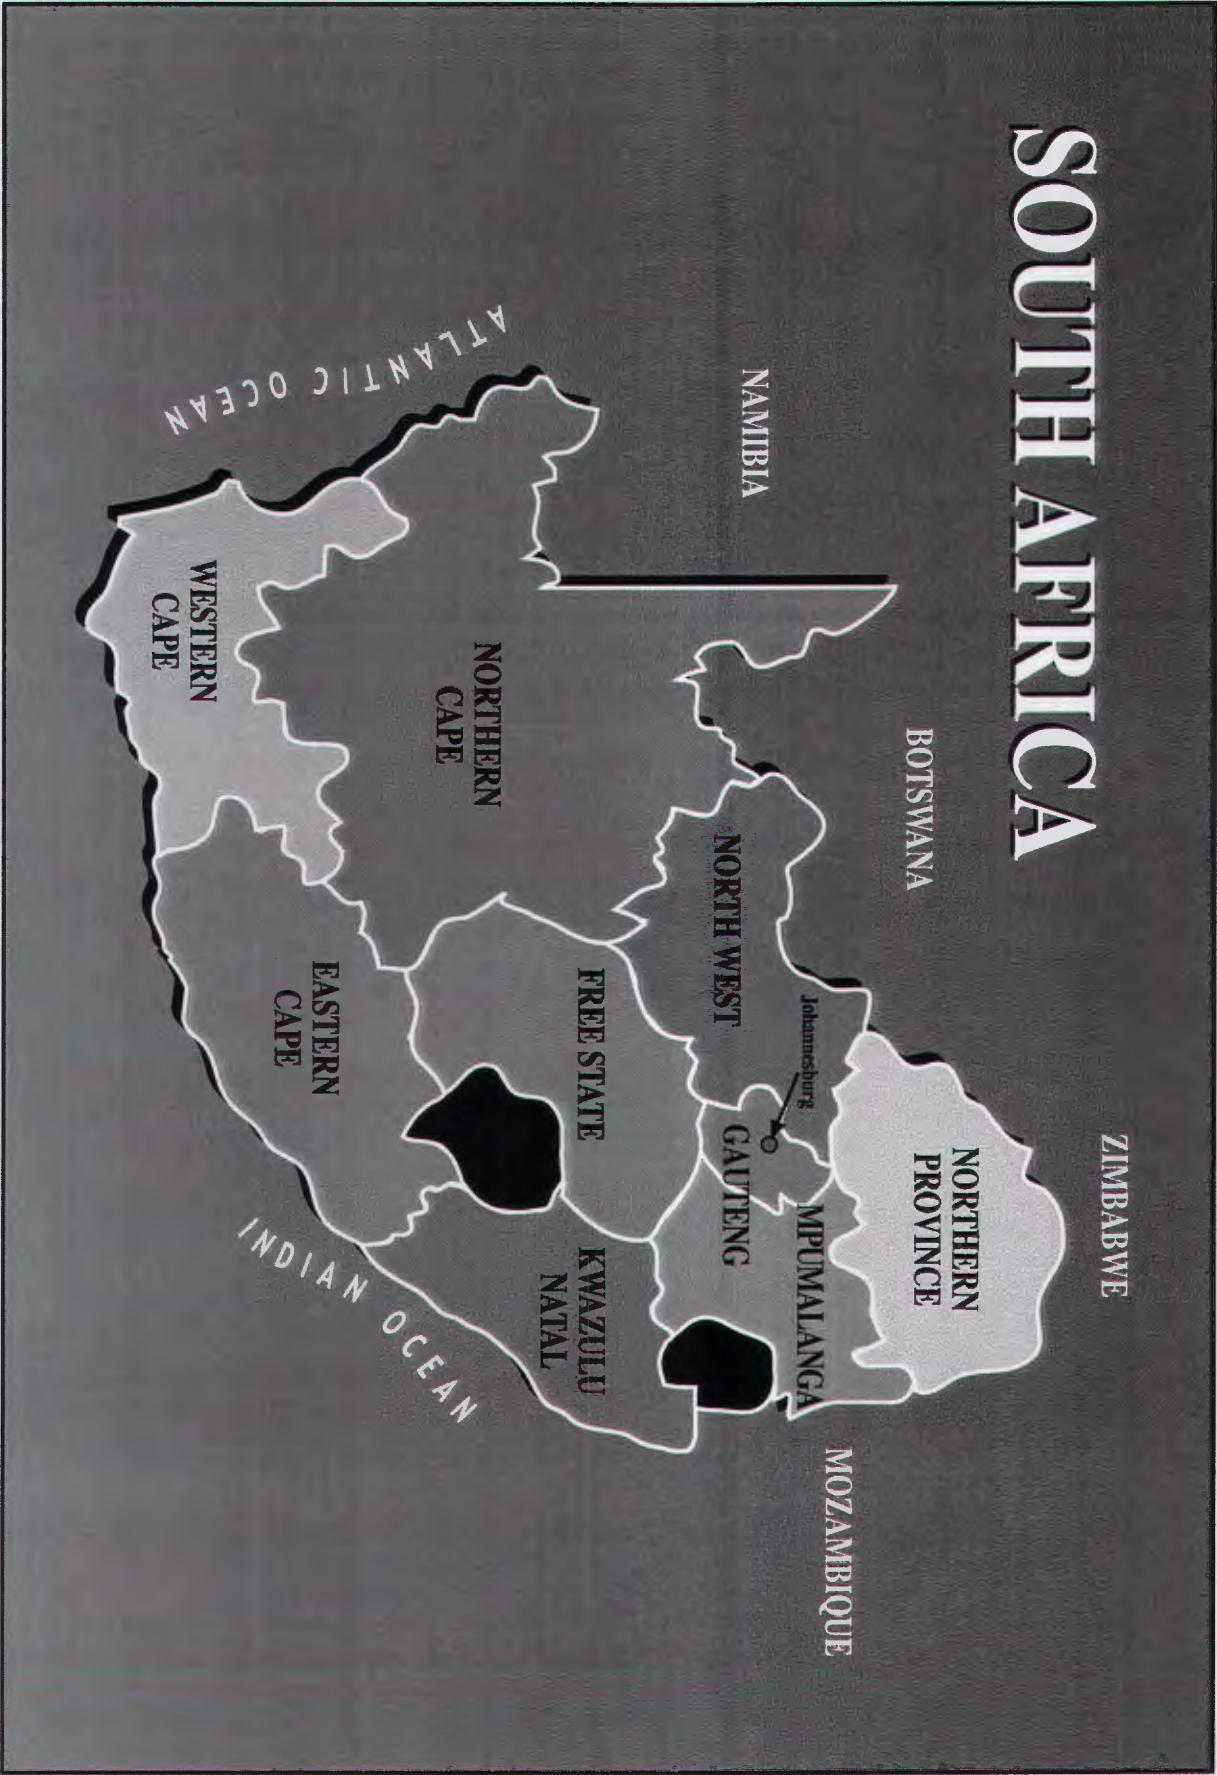 SOUTH AFRICA
ZIMBABWE
BOTSWANA
NAMIBIA
MOZAMBIQUE
NORTHERN
PROVINCE
Johannesburg
MPUMALANGA
GAUTENG
NORTH WEST
FREE STATE
KWAZULU
NATAL
NORTHERN
CAPE
EASTERN
CAPE
WESTERN
CAPE
ATLANTIC OCEAN
INDIAN OCEAN